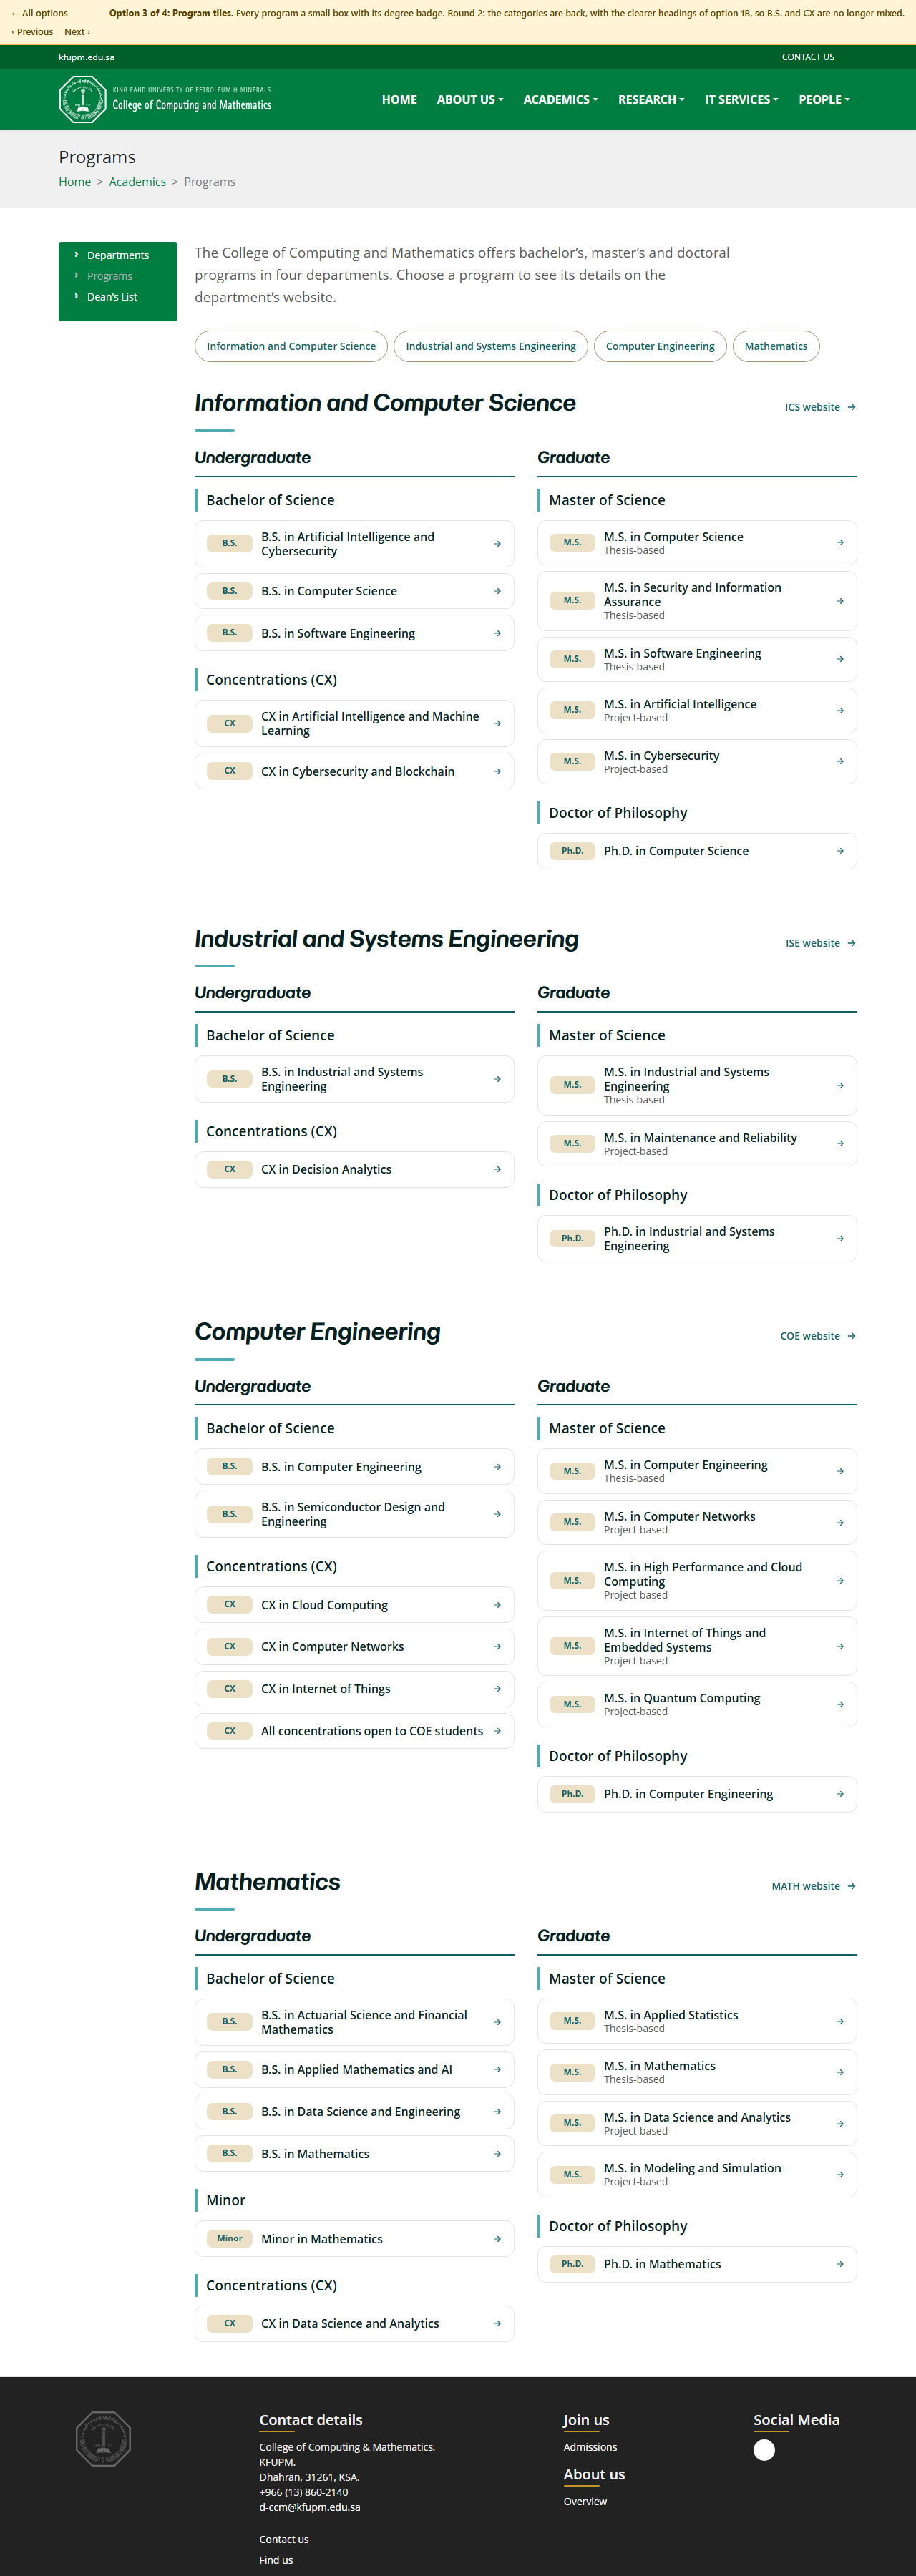 ← All options
Option 3 of 4: Program tiles. Every program a small box with its degree badge. Round 2: the categories are back, with the clearer headings of option 1B, so B.S. and CX are no longer mixed.
‹ Previous Next ›
kfupm.edu.sa
CONTACT US
KING FAHD UNIVERSITY OF PETROLEUM & MINERALS
College of Computing and Mathematics
HOME ABOUT US ACADEMICS RESEARCH IT SERVICES PEOPLE
Programs
Home > Academics > Programs
› Departments
› Programs
› Dean's List
The College of Computing and Mathematics offers bachelor’s, master’s and doctoral
programs in four departments. Choose a program to see its details on the
department’s website.
Information and Computer Science
Industrial and Systems Engineering
Computer Engineering
Mathematics
Information and Computer Science
ICS website →
Undergraduate
Bachelor of Science
B.S. B.S. in Artificial Intelligence and
Cybersecurity →
B.S. B.S. in Computer Science →
B.S. B.S. in Software Engineering →
Concentrations (CX)
CX CX in Artificial Intelligence and Machine
Learning →
CX CX in Cybersecurity and Blockchain →
Graduate
Master of Science
M.S. M.S. in Computer Science →
Thesis-based
M.S. M.S. in Security and Information
Assurance →
Thesis-based
M.S. M.S. in Software Engineering →
Thesis-based
M.S. M.S. in Artificial Intelligence →
Project-based
M.S. M.S. in Cybersecurity →
Project-based
Doctor of Philosophy
Ph.D. Ph.D. in Computer Science →
Industrial and Systems Engineering
ISE website →
Undergraduate
Bachelor of Science
B.S. B.S. in Industrial and Systems
Engineering →
Concentrations (CX)
CX CX in Decision Analytics →
Graduate
Master of Science
M.S. M.S. in Industrial and Systems
Engineering →
Thesis-based
M.S. M.S. in Maintenance and Reliability →
Project-based
Doctor of Philosophy
Ph.D. Ph.D. in Industrial and Systems
Engineering →
Computer Engineering
COE website →
Undergraduate
Bachelor of Science
B.S. B.S. in Computer Engineering →
B.S. B.S. in Semiconductor Design and
Engineering →
Concentrations (CX)
CX CX in Cloud Computing →
CX CX in Computer Networks →
CX CX in Internet of Things →
CX All concentrations open to COE students →
Graduate
Master of Science
M.S. M.S. in Computer Engineering →
Thesis-based
M.S. M.S. in Computer Networks →
Project-based
M.S. M.S. in High Performance and Cloud
Computing →
Project-based
M.S. M.S. in Internet of Things and
Embedded Systems →
Project-based
M.S. M.S. in Quantum Computing →
Project-based
Doctor of Philosophy
Ph.D. Ph.D. in Computer Engineering →
Mathematics
MATH website →
Undergraduate
Bachelor of Science
B.S. B.S. in Actuarial Science and Financial
Mathematics →
B.S. B.S. in Applied Mathematics and AI →
B.S. B.S. in Data Science and Engineering →
B.S. B.S. in Mathematics →
Minor
Minor Minor in Mathematics →
Concentrations (CX)
CX CX in Data Science and Analytics →
Graduate
Master of Science
M.S. M.S. in Applied Statistics →
Thesis-based
M.S. M.S. in Mathematics →
Thesis-based
M.S. M.S. in Data Science and Analytics →
Project-based
M.S. M.S. in Modeling and Simulation →
Project-based
Doctor of Philosophy
Ph.D. Ph.D. in Mathematics →
Contact details
College of Computing & Mathematics,
KFUPM.
Dhahran, 31261, KSA.
+966 (13) 860-2140
d-ccm@kfupm.edu.sa
Contact us
Find us
Join us
Admissions
About us
Overview
Social Media